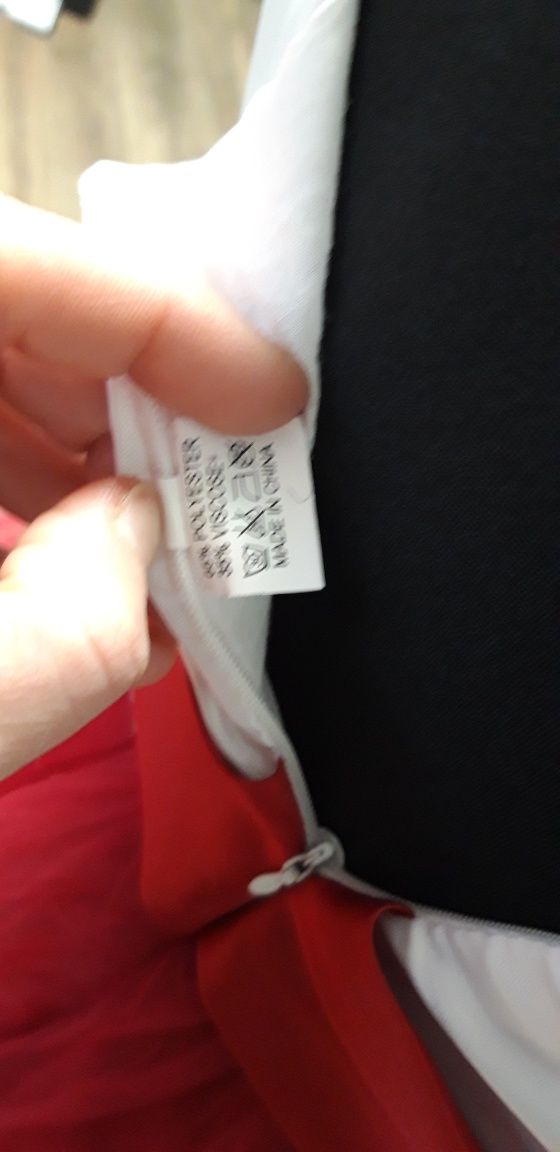 % POLYESTER
% VISCOSE
MADE IN CHINA